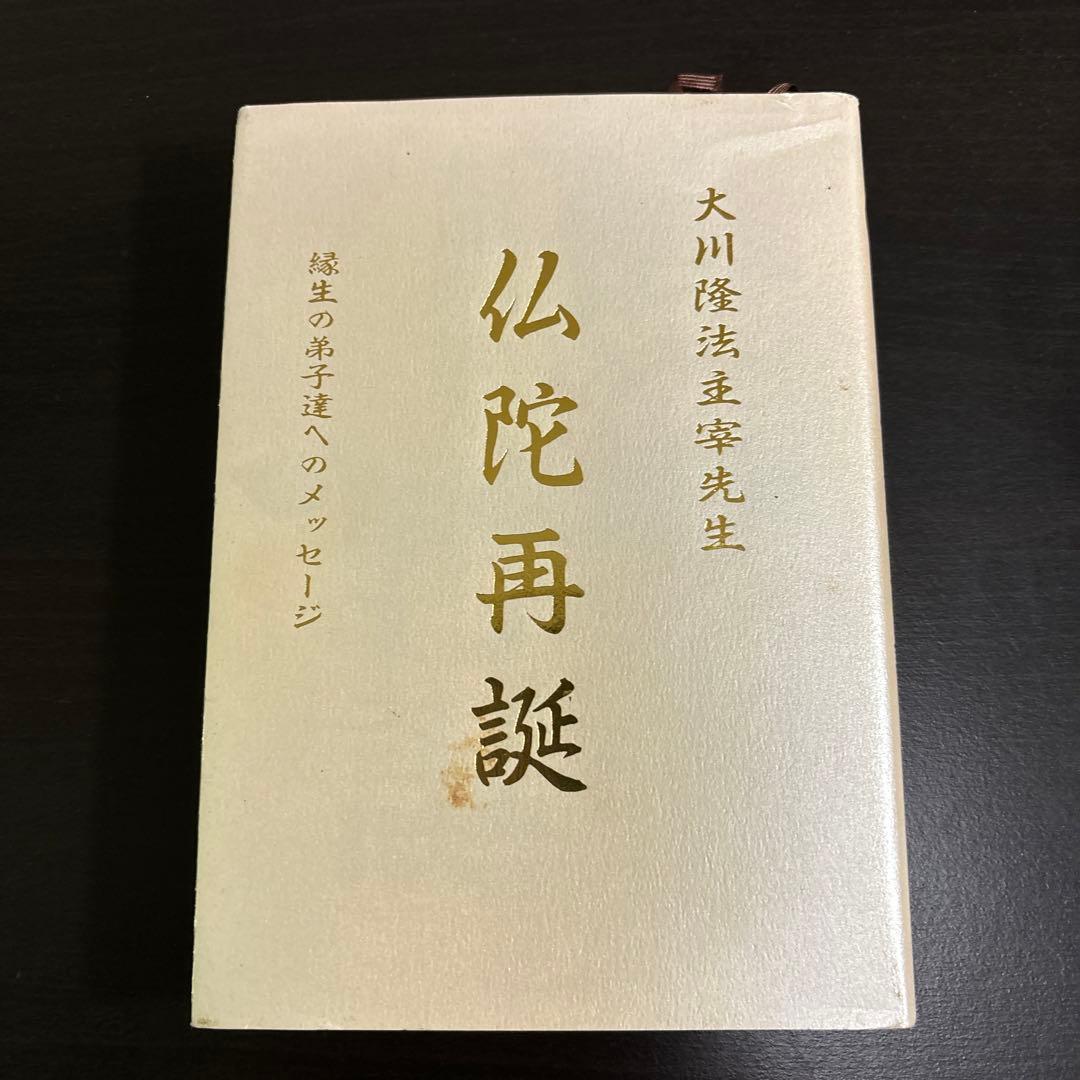 大川隆法主宰先生
仏陀再誕
縁生の弟子達へのメッセージ